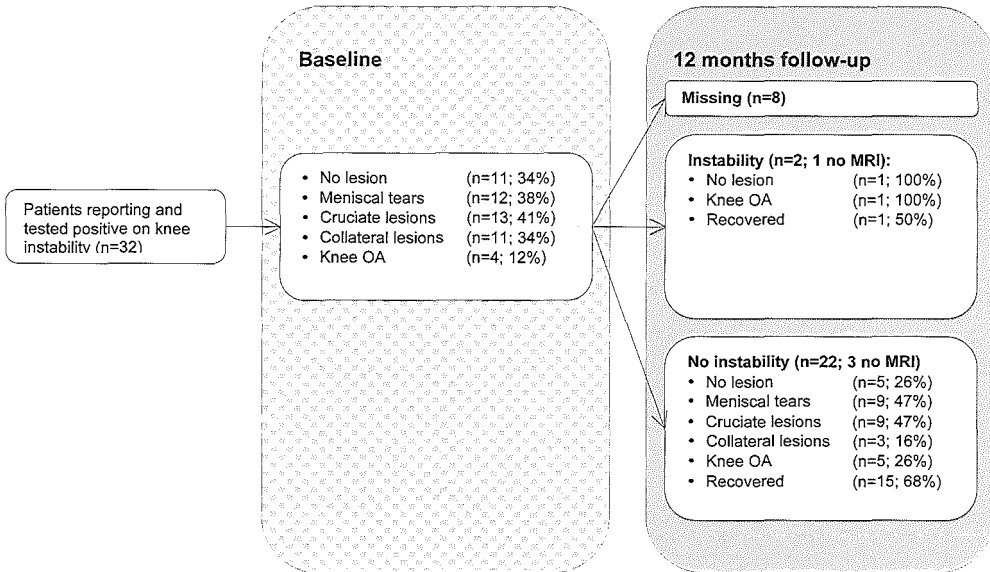 Baseline
12 months follow-up
Missing (n=8)
Patients reporting and
tested positive on knee
instability (n=32)
• No lesion (n=11; 34%)
• Meniscal tears (n=12; 38%)
• Cruciate lesions (n=13; 41%)
• Collateral lesions (n=11; 34%)
• Knee OA (n=4; 12%)
Instability (n=2; 1 no MRI):
• No lesion (n=1; 100%)
• Knee OA (n=1; 100%)
• Recovered (n=1; 50%)
No instability (n=22; 3 no MRI)
• No lesion (n=5; 26%)
• Meniscal tears (n=9; 47%)
• Cruciate lesions (n=9; 47%)
• Collateral lesions (n=3; 16%)
• Knee OA (n=5; 26%)
• Recovered (n=15; 68%)